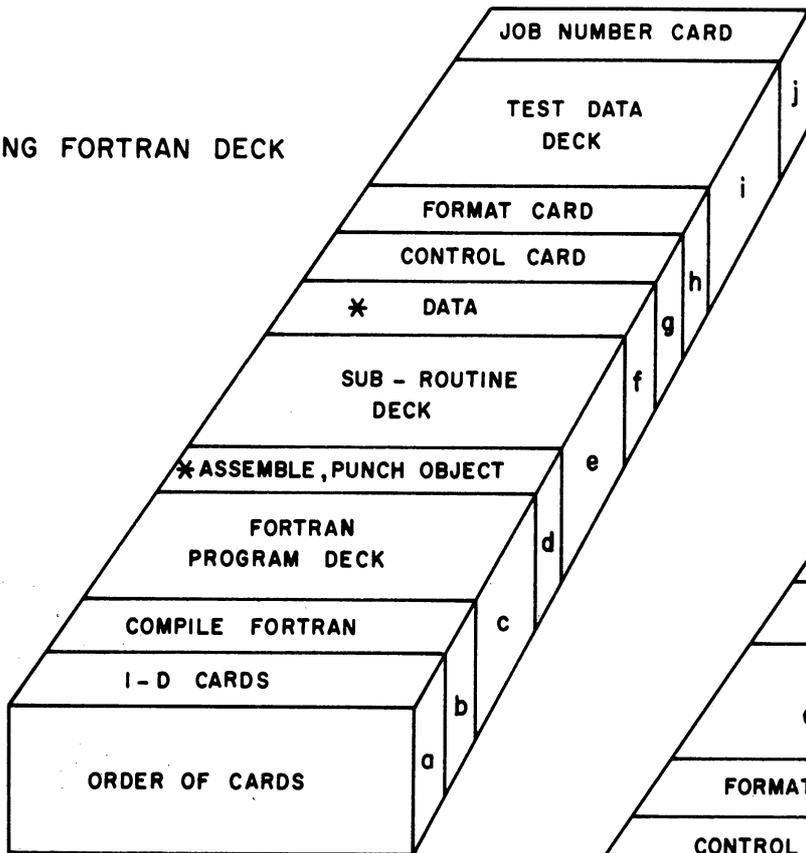 JOB NUMBER CARD
j
TEST DATA
DECK
i
NG FORTRAN DECK
FORMAT CARD
h
CONTROL CARD
g
* DATA
f
SUB - ROUTINE
DECK
e
*ASSEMBLE, PUNCH OBJECT
d
FORTRAN
PROGRAM DECK
c
COMPILE FORTRAN
b
I-D CARDS
a
ORDER OF CARDS
FORMAT
CONTROL